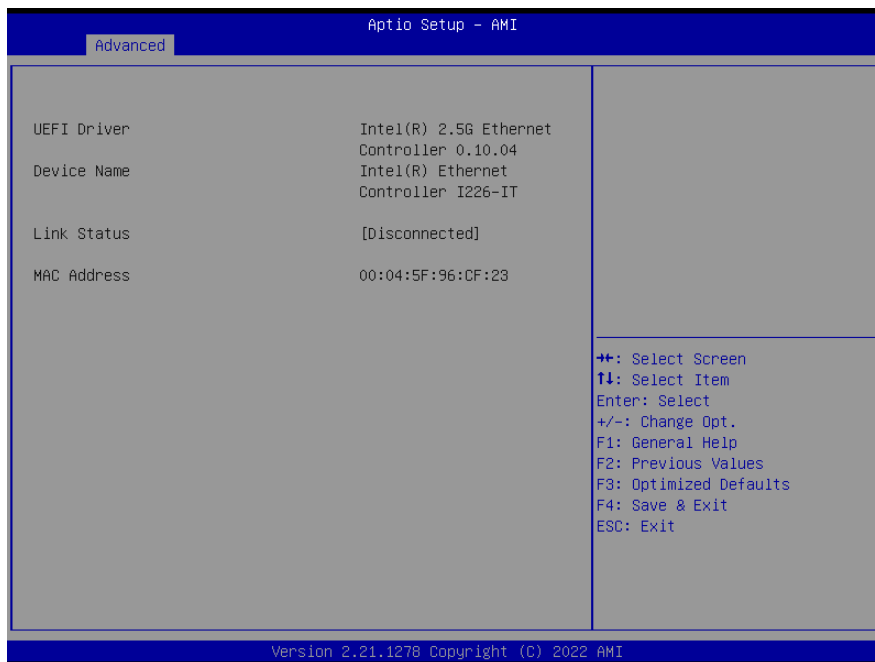 Aptio Setup – AMI
Advanced
UEFI Driver Intel(R) 2.5G Ethernet
Controller 0.10.04
Device Name Intel(R) Ethernet
Controller I226-IT
Link Status [Disconnected]
MAC Address 00:04:5F:96:CF:23
→←: Select Screen
↑↓: Select Item
Enter: Select
+/-: Change Opt.
F1: General Help
F2: Previous Values
F3: Optimized Defaults
F4: Save & Exit
ESC: Exit
Version 2.21.1278 Copyright (C) 2022 AMI